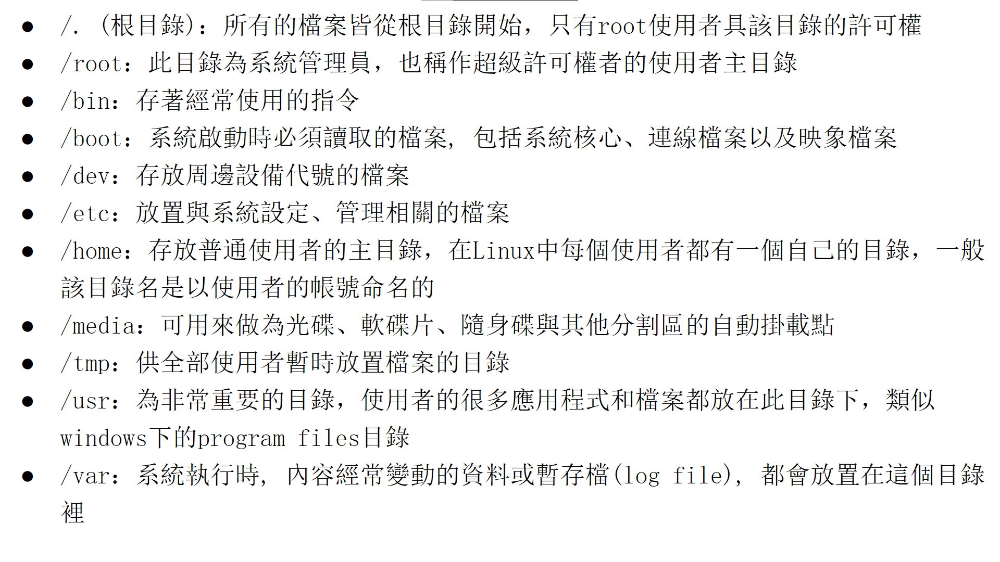 ● /. (根目錄)：所有的檔案皆從根目錄開始，只有root使用者具該目錄的許可權
● /root：此目錄為系統管理員，也稱作超級許可權者的使用者主目錄
● /bin：存著經常使用的指令
● /boot：系統啟動時必須讀取的檔案, 包括系統核心、連線檔案以及映象檔案
● /dev：存放周邊設備代號的檔案
● /etc：放置與系統設定、管理相關的檔案
● /home：存放普通使用者的主目錄，在Linux中每個使用者都有一個自己的目錄，一般
該目錄名是以使用者的帳號命名的
● /media：可用來做為光碟、軟碟片、隨身碟與其他分割區的自動掛載點
● /tmp：供全部使用者暫時放置檔案的目錄
● /usr：為非常重要的目錄，使用者的很多應用程式和檔案都放在此目錄下，類似
windows下的program files目錄
● /var：系統執行時, 內容經常變動的資料或暫存檔(log file), 都會放置在這個目錄
裡